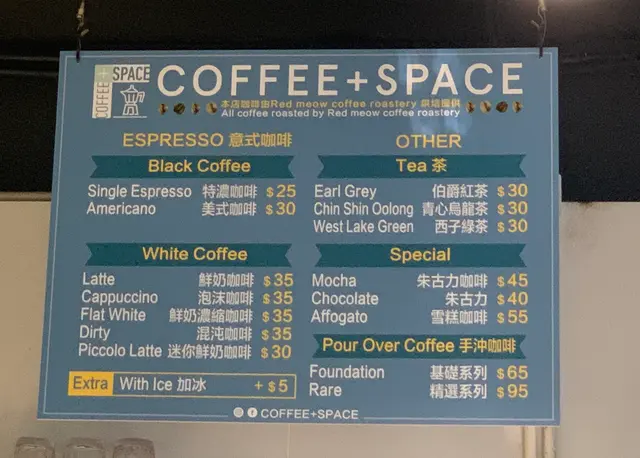 COFFEE+
SPACE
COFFEE+SPACE
本店咖啡由Red meow coffee roastery 烘焙提供
All coffee roasted by Red meow coffee roastery
ESPRESSO 意式咖啡
Black Coffee
Single Espresso 特濃咖啡 $25
Americano 美式咖啡 $30
White Coffee
Latte 鮮奶咖啡 $35
Cappuccino 泡沫咖啡 $35
Flat White 鮮奶濃縮咖啡 $35
Dirty 混沌咖啡 $35
Piccolo Latte 迷你鮮奶咖啡 $30
Extra With Ice 加冰 +$5
OTHER
Tea 茶
Earl Grey 伯爵紅茶 $30
Chin Shin Oolong 青心烏龍茶 $30
West Lake Green 西子綠茶 $30
Special
Mocha 朱古力咖啡 $45
Chocolate 朱古力 $40
Affogato 雪糕咖啡 $55
Pour Over Coffee 手沖咖啡
Foundation 基礎系列 $65
Rare 精選系列 $95
COFFEE+SPACE